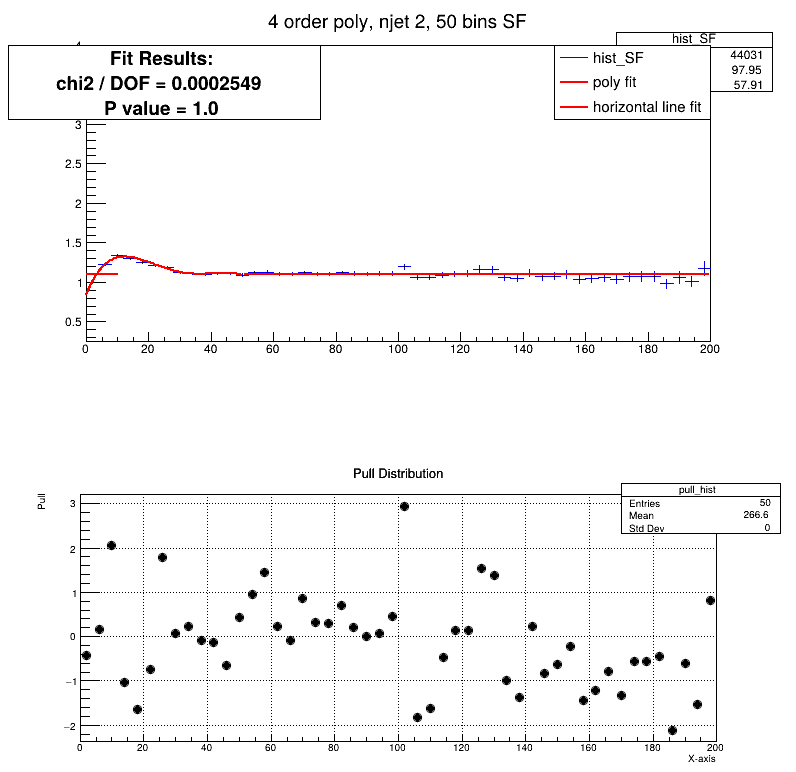 4 order poly, njet 2, 50 bins SF
hist_SF
44031
97.95
57.91
Fit Results:
chi2 / DOF = 0.0002549
P value = 1.0
hist_SF
poly fit
horizontal line fit
3
2.5
2
1.5
1
0.5
0 20 40 60 80 100 120 140 160 180 200
Pull Distribution
pull_hist
Entries 50
Mean 266.6
Std Dev 0
Pull
3
2
1
0
−1
−2
0 20 40 60 80 100 120 140 160 180 200
X-axis